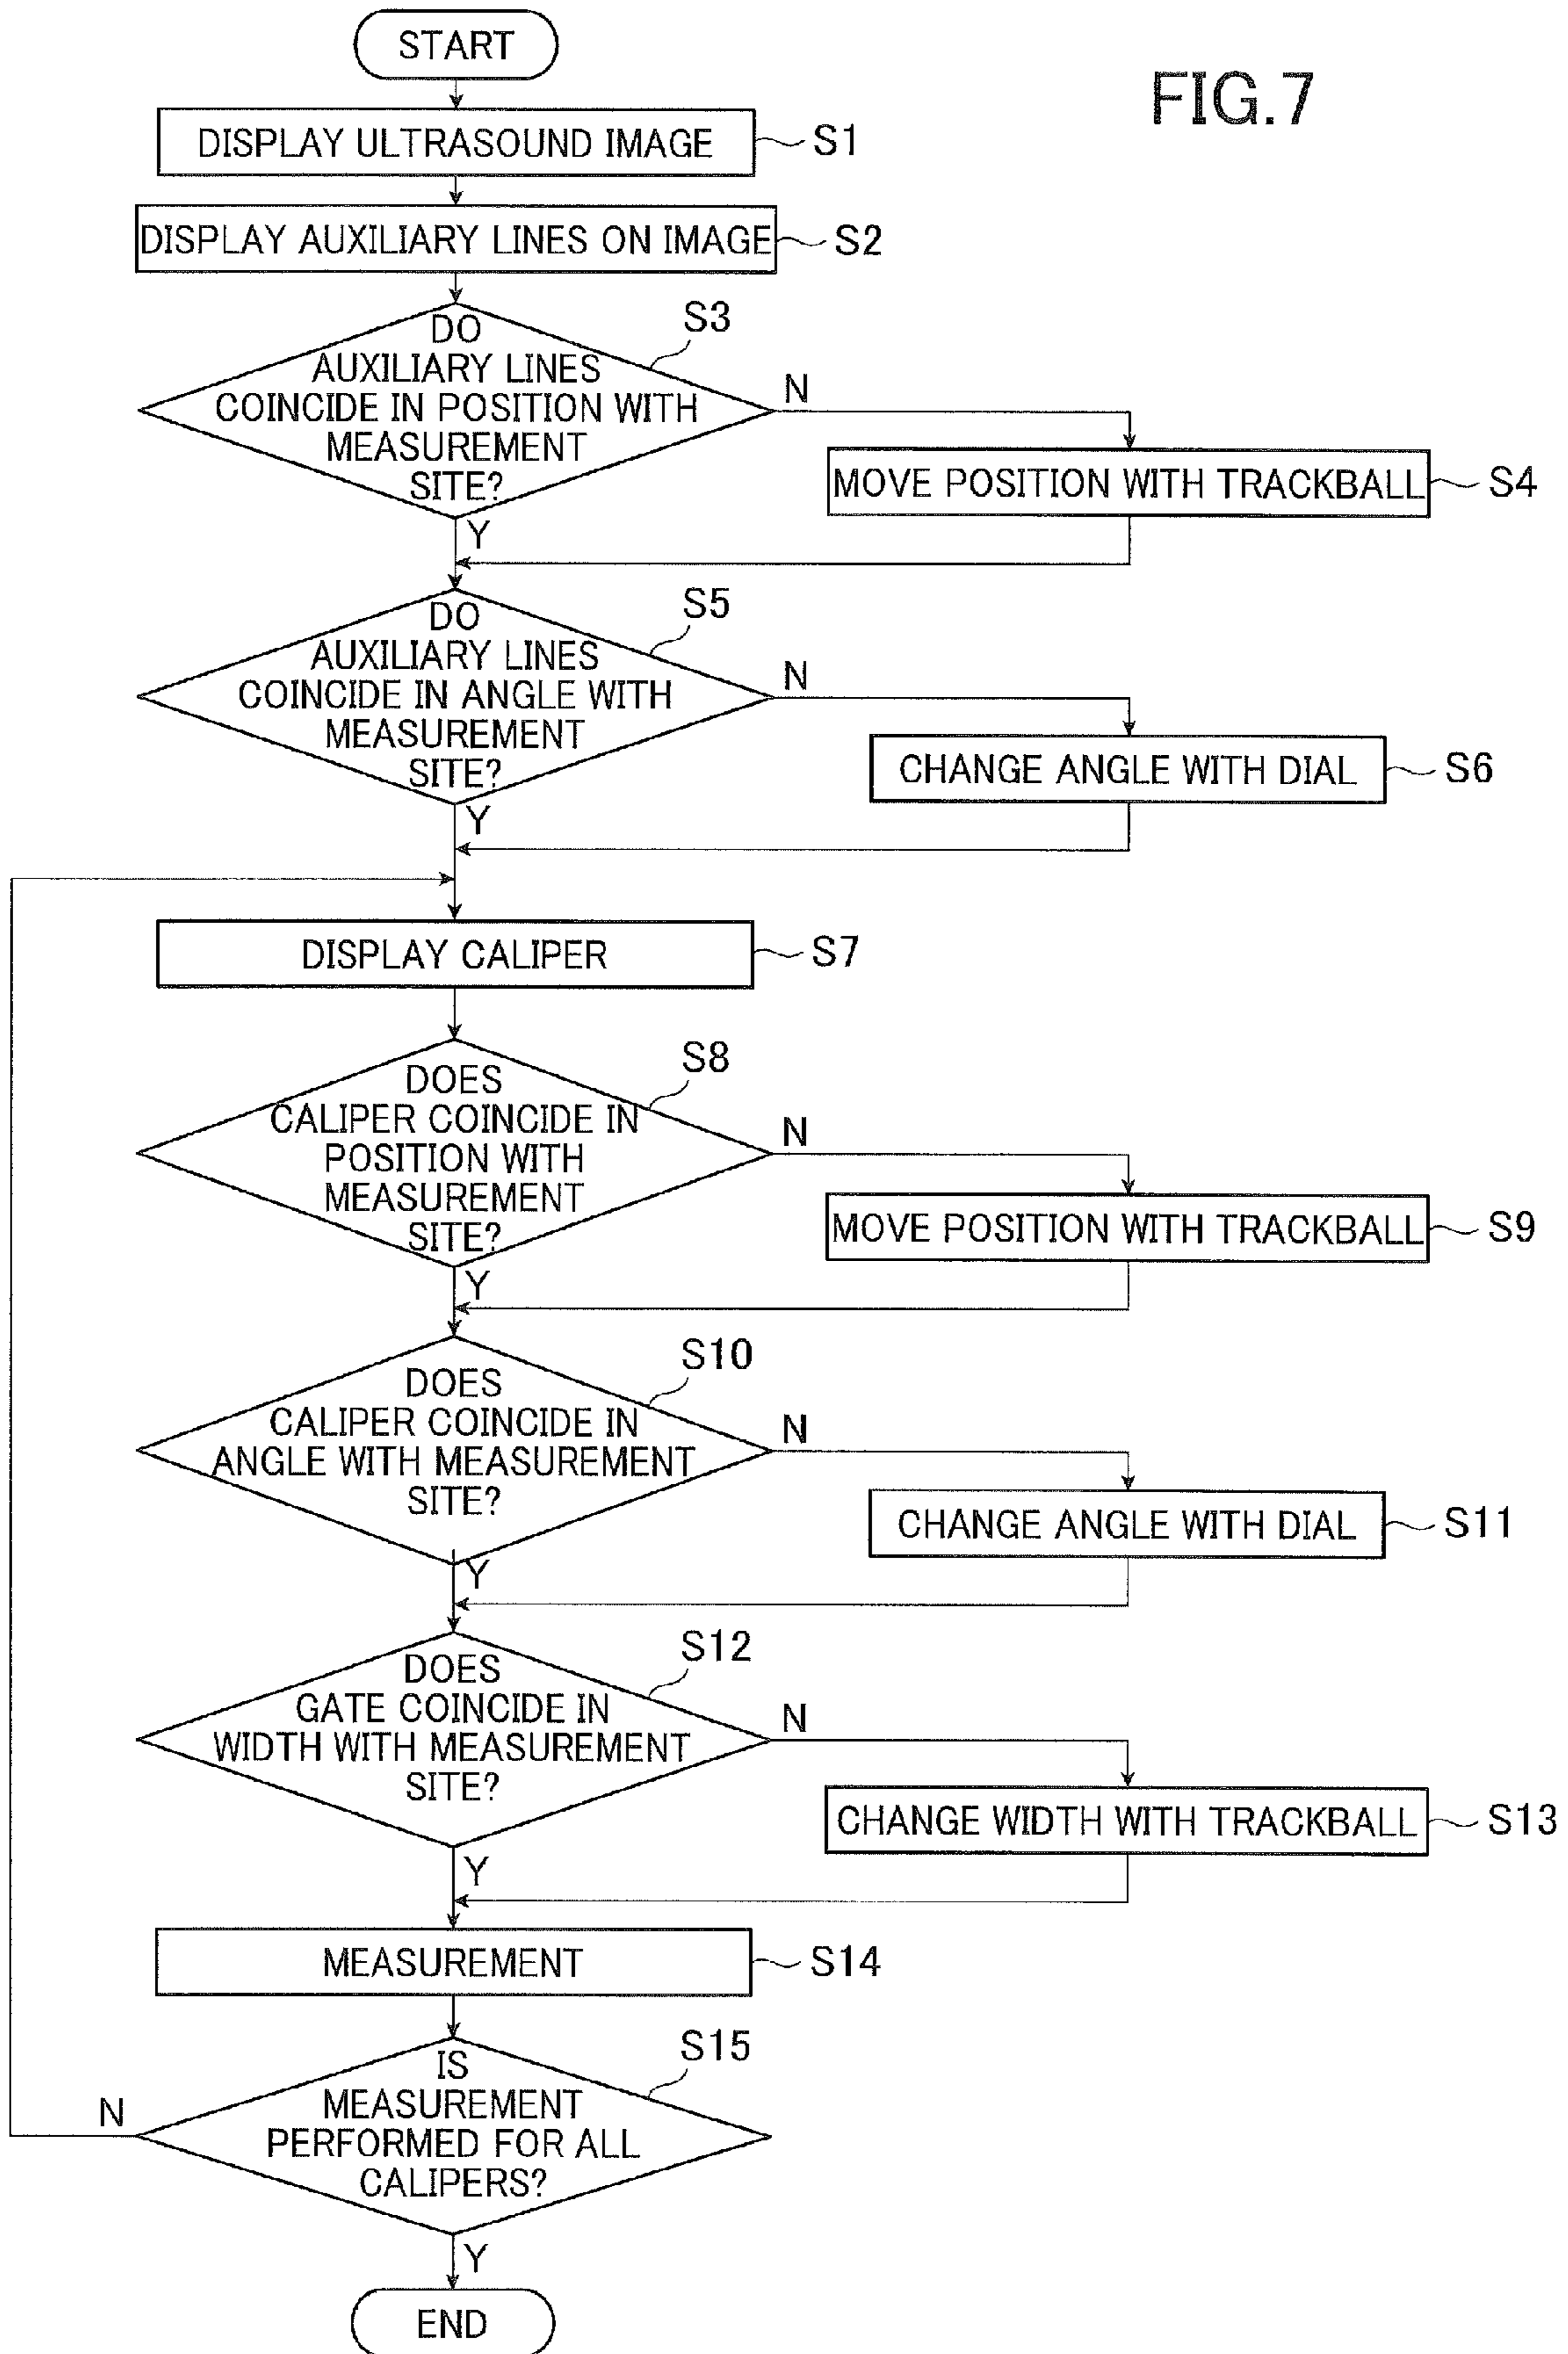 START
FIG.7
DISPLAY ULTRASOUND IMAGE
S1
DISPLAY AUXILIARY LINES ON IMAGE
S2
S3
DO
AUXILIARY LINES
COINCIDE IN POSITION WITH
MEASUREMENT
SITE?
N
MOVE POSITION WITH TRACKBALL
S4
Y
S5
DO
AUXILIARY LINES
COINCIDE IN ANGLE WITH
MEASUREMENT
SITE?
N
CHANGE ANGLE WITH DIAL
S6
Y
DISPLAY CALIPER
S7
S8
DOES
CALIPER COINCIDE IN
POSITION WITH
MEASUREMENT
SITE?
N
MOVE POSITION WITH TRACKBALL
S9
Y
S10
DOES
CALIPER COINCIDE IN
ANGLE WITH MEASUREMENT
SITE?
N
CHANGE ANGLE WITH DIAL
S11
Y
S12
DOES
GATE COINCIDE IN
WIDTH WITH MEASUREMENT
SITE?
N
CHANGE WIDTH WITH TRACKBALL
S13
Y
MEASUREMENT
S14
S15
IS
MEASUREMENT
PERFORMED FOR ALL
CALIPERS?
N
Y
END